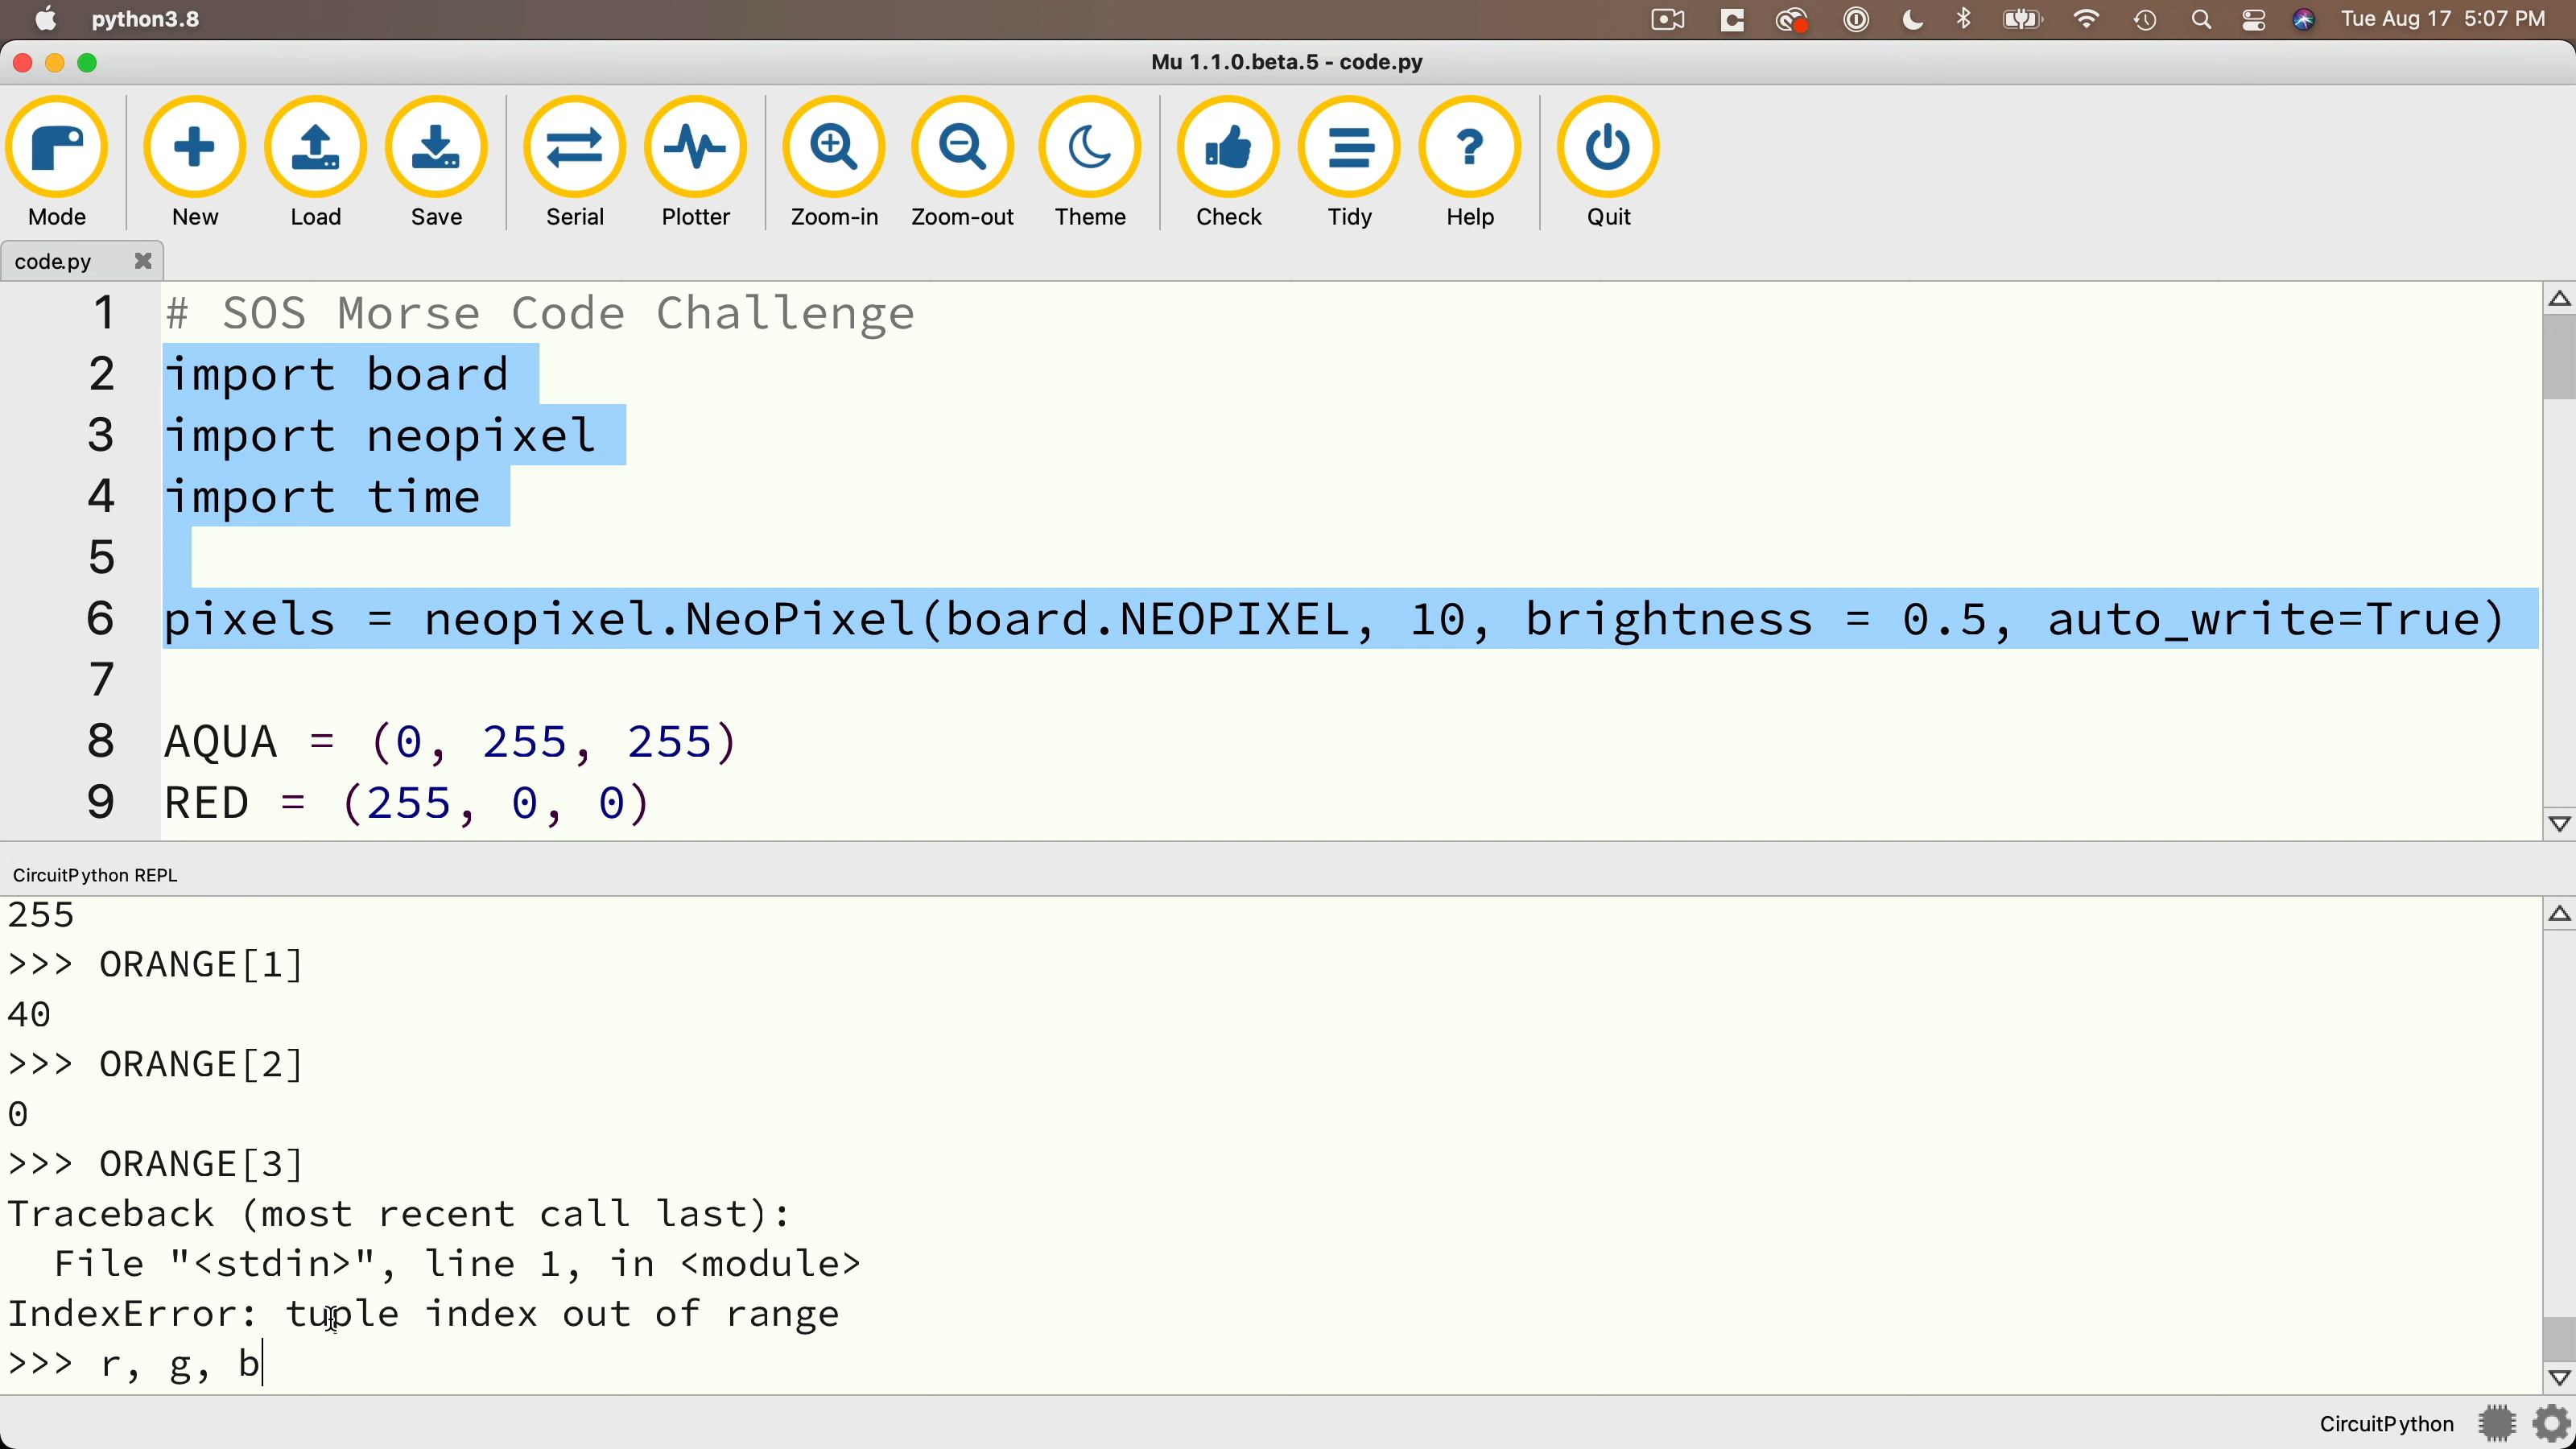 python3.8
Tue Aug 17 5:07 PM
Mu 1.1.0.beta.5 - code.py
Mode New Load Save Serial Plotter Zoom-in Zoom-out Theme Check Tidy Help Quit
code.py
1 # SOS Morse Code Challenge
2 import board
3 import neopixel
4 import time
5
6 pixels = neopixel.NeoPixel(board.NEOPIXEL, 10, brightness = 0.5, auto_write=True)
7
8 AQUA = (0, 255, 255)
9 RED = (255, 0, 0)
CircuitPython REPL
255
>>> ORANGE[1]
40
>>> ORANGE[2]
0
>>> ORANGE[3]
Traceback (most recent call last):
  File "<stdin>", line 1, in <module>
IndexError: tuple index out of range
>>> r, g, b
CircuitPython